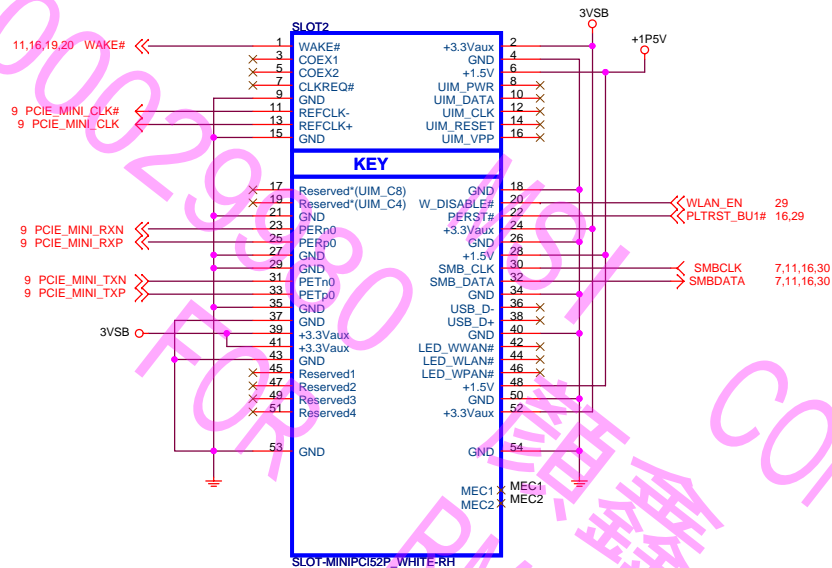 SLOT2
3VSB
+1P5V
11,16,19,20 WAKE#
1 WAKE# +3.3Vaux 2
3 COEX1 GND 4
5 COEX2 +1.5V 6
7 CLKREQ# UIM_PWR 8
9 GND UIM_DATA 10
9 PCIE_MINI_CLK# 11 REFCLK- UIM_CLK 12
9 PCIE_MINI_CLK 13 REFCLK+ UIM_RESET 14
15 GND UIM_VPP 16
KEY
17 Reserved*(UIM_C8) GND 18
19 Reserved*(UIM_C4) W_DISABLE# 20 WLAN_EN 29
21 GND PERST# 22 PLTRST_BU1# 16,29
9 PCIE_MINI_RXN 23 PERn0 +3.3Vaux 24
9 PCIE_MINI_RXP 25 PERp0 GND 26
27 GND +1.5V 28
29 GND SMB_CLK 30 SMBCLK 7,11,16,30
9 PCIE_MINI_TXN 31 PETn0 SMB_DATA 32 SMBDATA 7,11,16,30
9 PCIE_MINI_TXP 33 PETp0 GND 34
35 GND USB_D- 36
37 GND USB_D+ 38
3VSB 39 +3.3Vaux GND 40
41 +3.3Vaux LED_WWAN# 42
43 GND LED_WLAN# 44
45 Reserved1 LED_WPAN# 46
47 Reserved2 +1.5V 48
49 Reserved3 GND 50
51 Reserved4 +3.3Vaux 52
53 GND GND 54
MEC1 MEC1
MEC2 MEC2
SLOT-MINIPCI52P_WHITE-RH
MSI
FOR
顏鑫